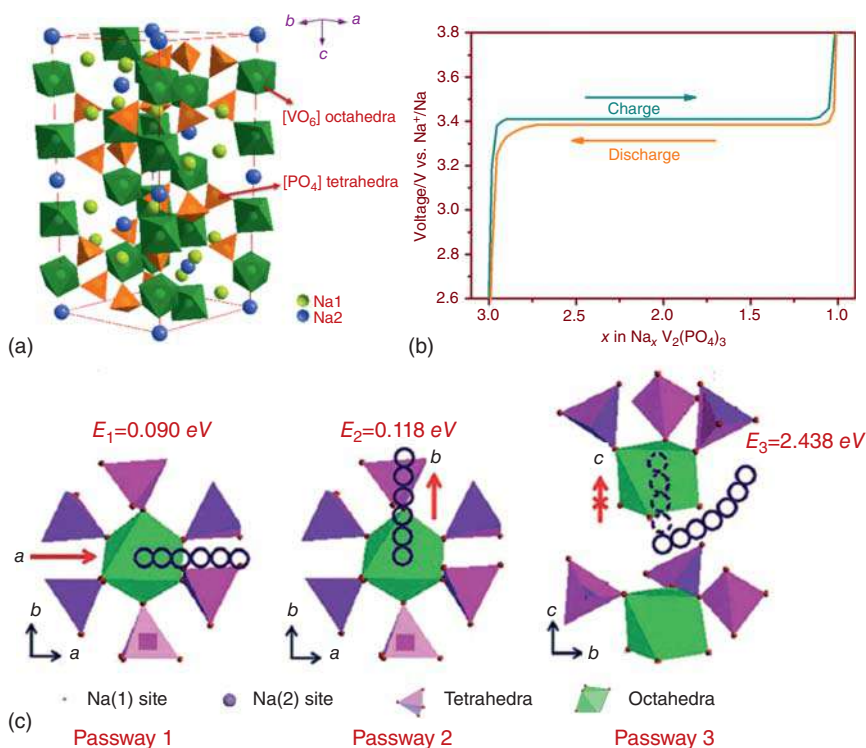 b a
c
[VO6] octahedra
[PO4] tetrahedra
Na1
Na2
(a)
(b)
3.8
3.6
3.4
3.2
3.0
2.8
2.6
Voltage/V vs. Na+/Na
Charge
Discharge
3.0 2.5 2.0 1.5 1.0
x in Nax V2(PO4)3
E1=0.090 eV
a
b
a
E2=0.118 eV
b
b
a
E3=2.438 eV
c
c
b
Na(1) site Na(2) site Tetrahedra Octahedra
(c)
Passway 1 Passway 2 Passway 3